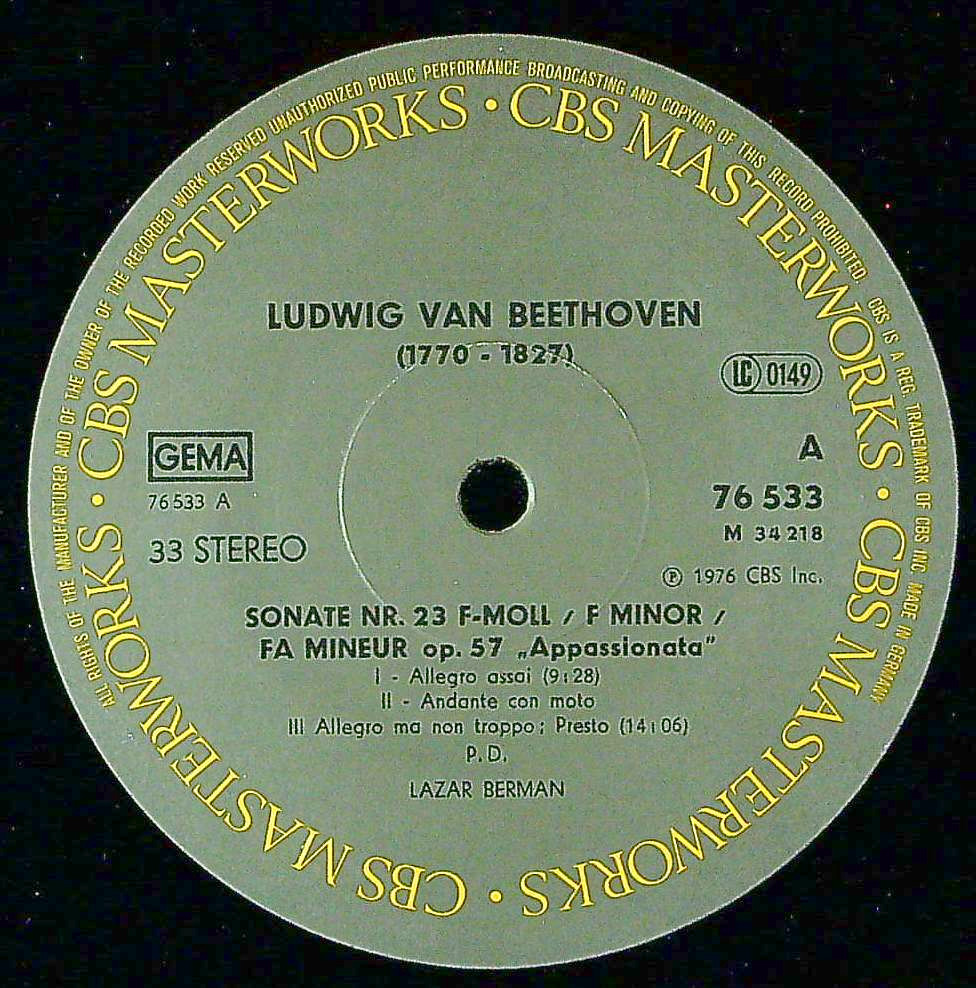 ALL RIGHTS OF THE MANUFACTURER AND OF THE OWNER OF THE RECORDED WORK RESERVED UNAUTHORIZED PUBLIC PERFORMANCE BROADCASTING AND COPYING OF THIS RECORD PROHIBITED. CBS IS A REG. TRADEMARK OF CBS INC. MADE IN GERMANY
CBS MASTERWORKS • CBS MASTERWORKS • CBS MASTERWORKS • CBS MASTERWORKS •
LUDWIG VAN BEETHOVEN
(1770 - 1827)
LC 0149
GEMA
76 533 A
33 STEREO
A
76 533
M 34 218
℗ 1976 CBS Inc.
SONATE NR. 23 F-MOLL / F MINOR /
FA MINEUR op. 57 „Appassionata”
I - Allegro assai (9:28)
II - Andante con moto
III Allegro ma non troppo; Presto (14:06)
P.D.
LAZAR BERMAN